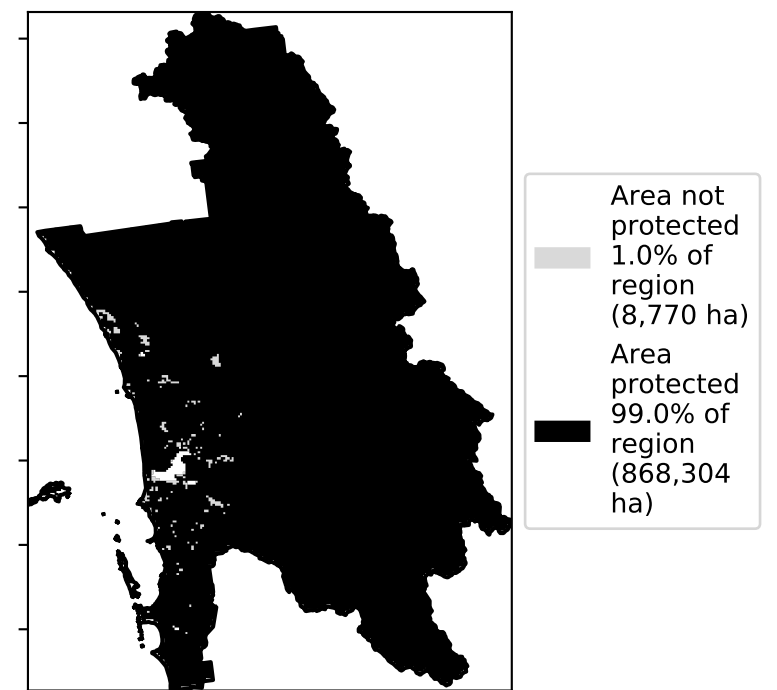 Area not
protected
1.0% of
region
(8,770 ha)
Area
protected
99.0% of
region
(868,304
ha)